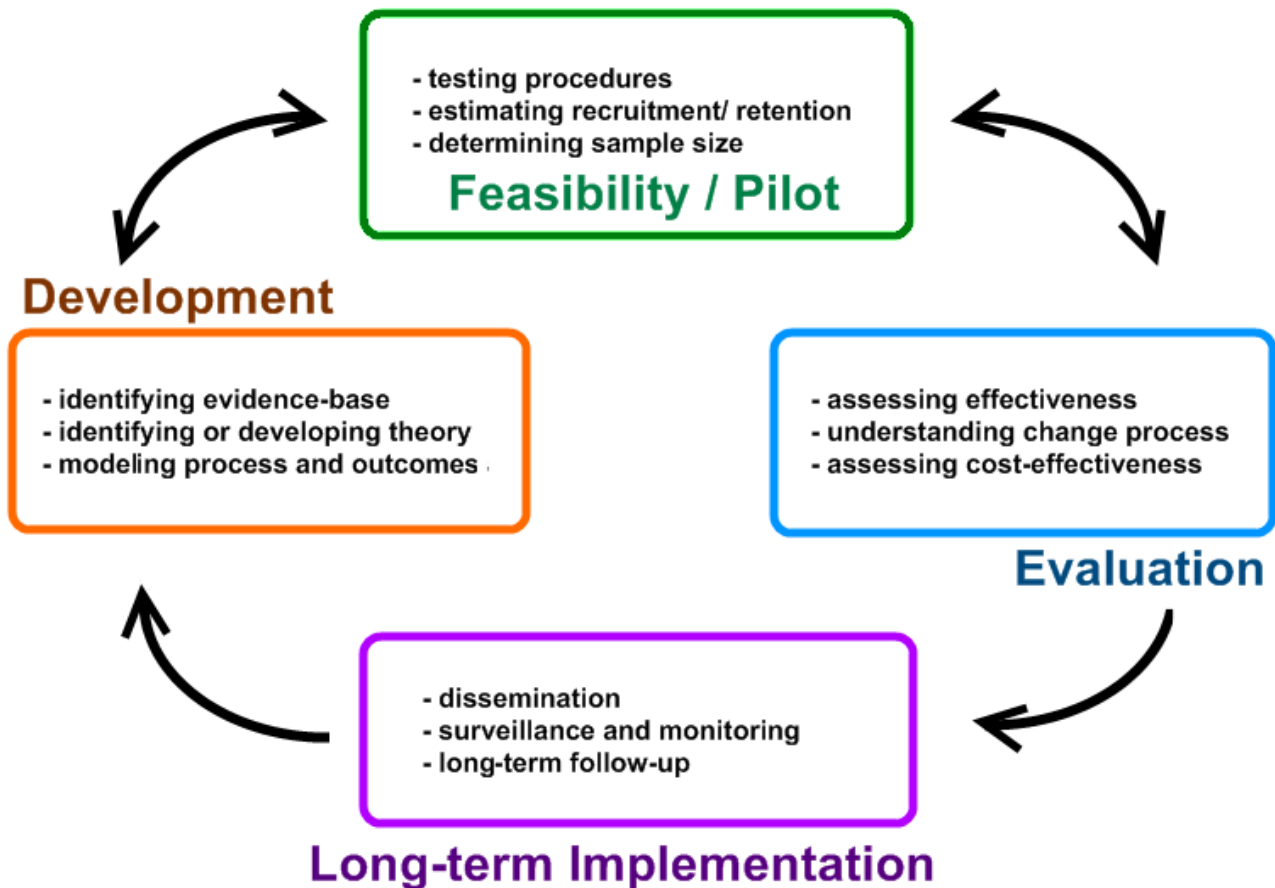 - testing procedures
- estimating recruitment/ retention
- determining sample size
Feasibility / Pilot
Development
- identifying evidence-base
- identifying or developing theory
- modeling process and outcomes
- assessing effectiveness
- understanding change process
- assessing cost-effectiveness
Evaluation
- dissemination
- surveillance and monitoring
- long-term follow-up
Long-term Implementation